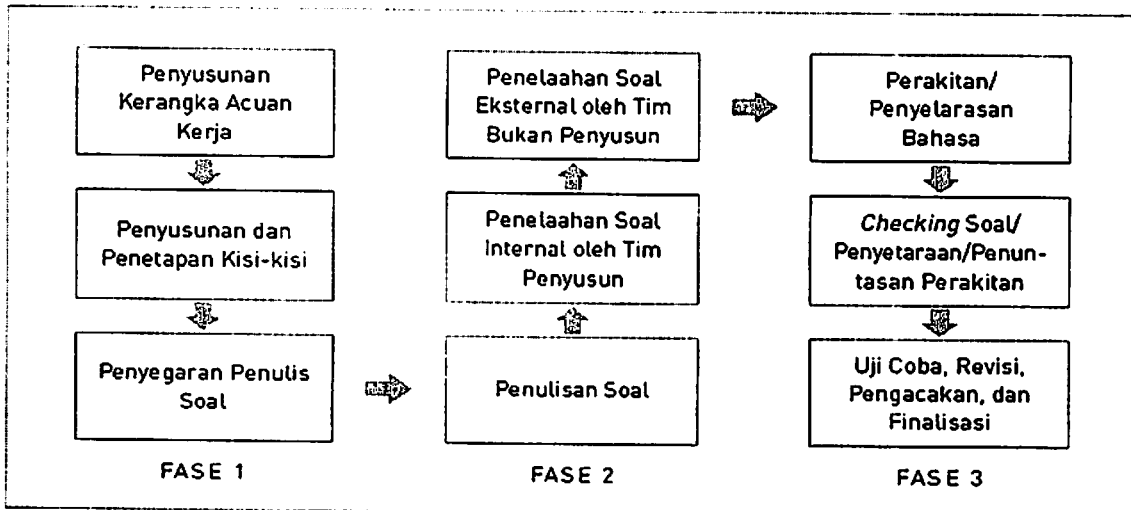 Penyusunan
Kerangka Acuan
Kerja
Penyusunan dan
Penetapan Kisi-kisi
Penyegaran Penulis
Soal
FASE 1
Penelaahan Soal
Eksternal oleh Tim
Bukan Penyusun
Penelaahan Soal
Internal oleh Tim
Penyusun
Penulisan Soal
FASE 2
Perakitan/
Penyelarasan
Bahasa
Checking Soal/
Penyetaraan/Penun-
tasan Perakitan
Uji Coba, Revisi,
Pengacakan, dan
Finalisasi
FASE 3